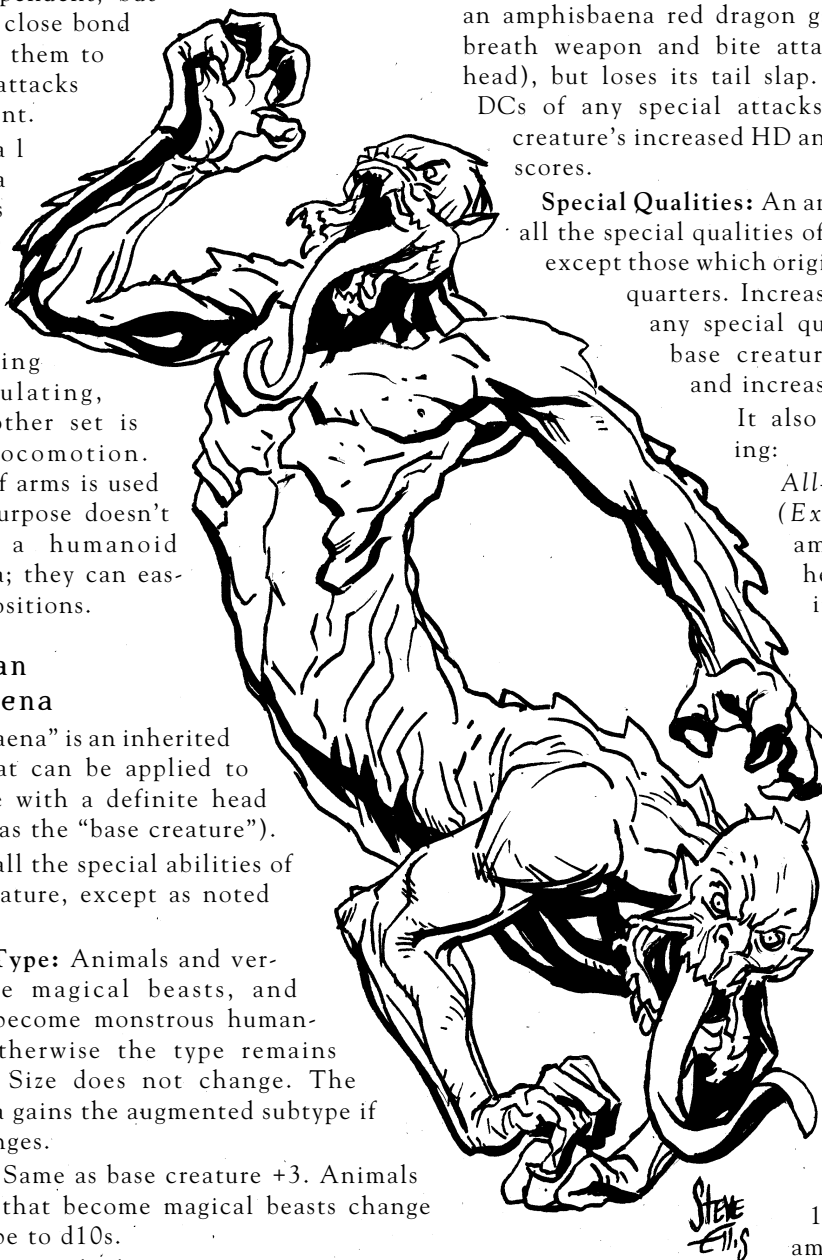 close bond
them to
attacks
nt.
a l
a
s
ing
ulating,
other set is
ocomotion.
f arms is used
urpose doesn't
a humanoid
a; they can eas-
ositions.
an
ena
aena” is an inherited
at can be applied to
e with a definite head
as the “base creature”).
all the special abilities of
ature, except as noted
Type: Animals and ver-
e magical beasts, and
become monstrous human-
therwise the type remains
Size does not change. The
a gains the augmented subtype if
nges.
Same as base creature +3. Animals
that become magical beasts change
pe to d10s.
an amphisbaena red dragon g
breath weapon and bite atta
head), but loses its tail slap.
DCs of any special attacks
creature's increased HD an
scores.
Special Qualities: An am
all the special qualities of
except those which origi
quarters. Increas
any special qu
base creatur
and increas
It also
ing:
All-
(Ex
am
he
i
1
am
STEVE
ELLIS